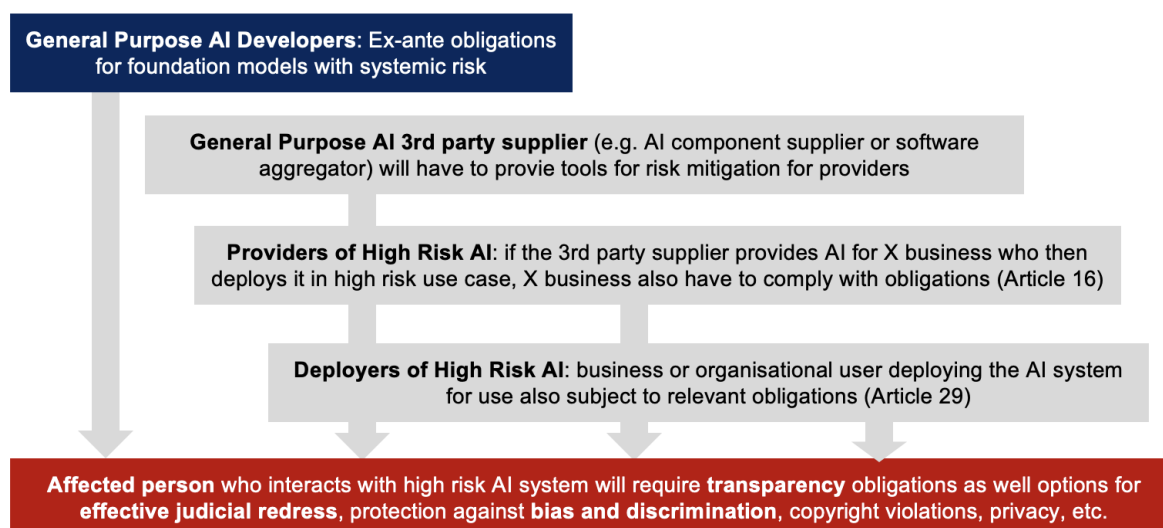 General Purpose AI Developers: Ex-ante obligations
for foundation models with systemic risk
General Purpose AI 3rd party supplier (e.g. AI component supplier or software
aggregator) will have to provie tools for risk mitigation for providers
Providers of High Risk AI: if the 3rd party supplier provides AI for X business who then
deploys it in high risk use case, X business also have to comply with obligations (Article 16)
Deployers of High Risk AI: business or organisational user deploying the AI system
for use also subject to relevant obligations (Article 29)
Affected person who interacts with high risk AI system will require transparency obligations as well options for
effective judicial redress, protection against bias and discrimination, copyright violations, privacy, etc.